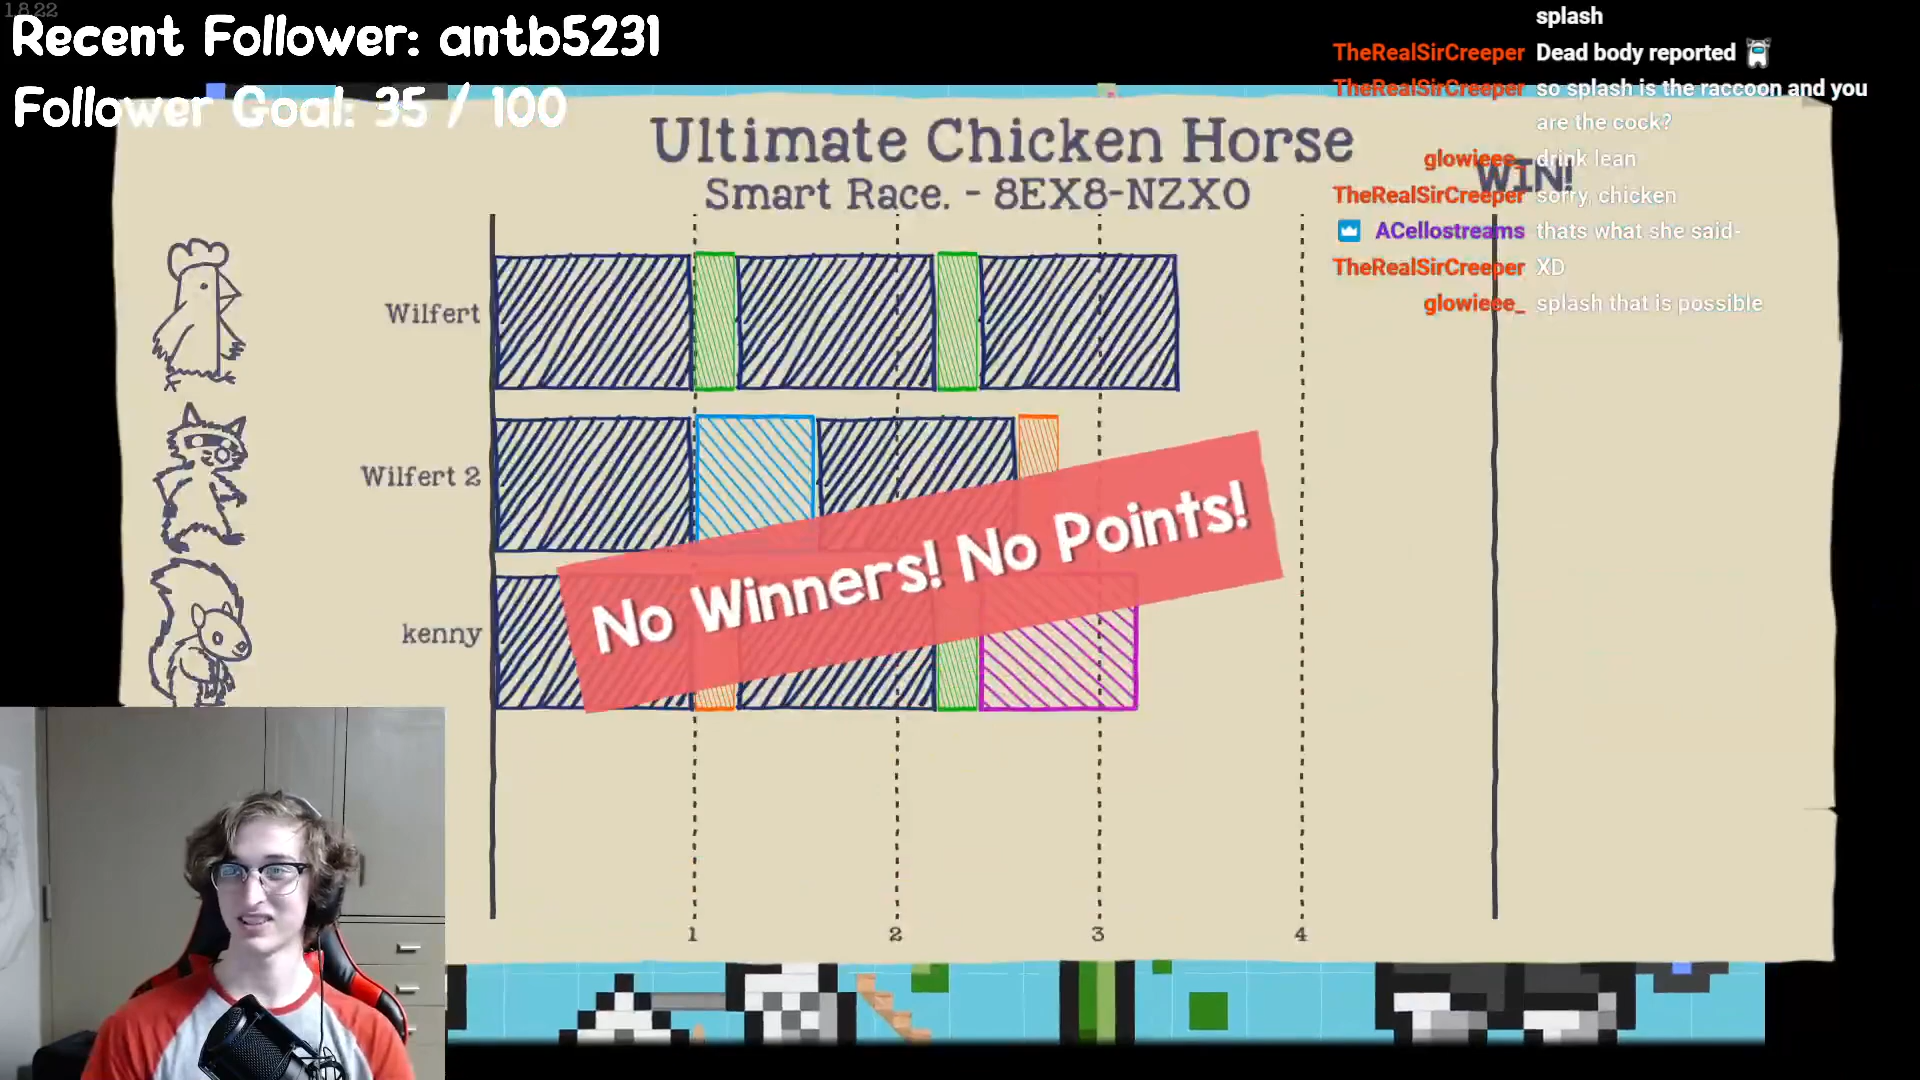 1.8.22
Recent Follower: antb5231
Follower Goal: 35 / 100
splash
TheRealSirCreeper Dead body reported
TheRealSirCreeper so splash is the raccoon and you
are the cock?
glowieee_ drink lean
TheRealSirCreeper sorry, chicken
ACellostreams thats what she said-
TheRealSirCreeper XD
glowieee_ splash that is possible
Ultimate Chicken Horse
Smart Race. - 8EX8-NZXO
WIN!
Wilfert
Wilfert 2
kenny
No Winners! No Points!
1 2 3 4